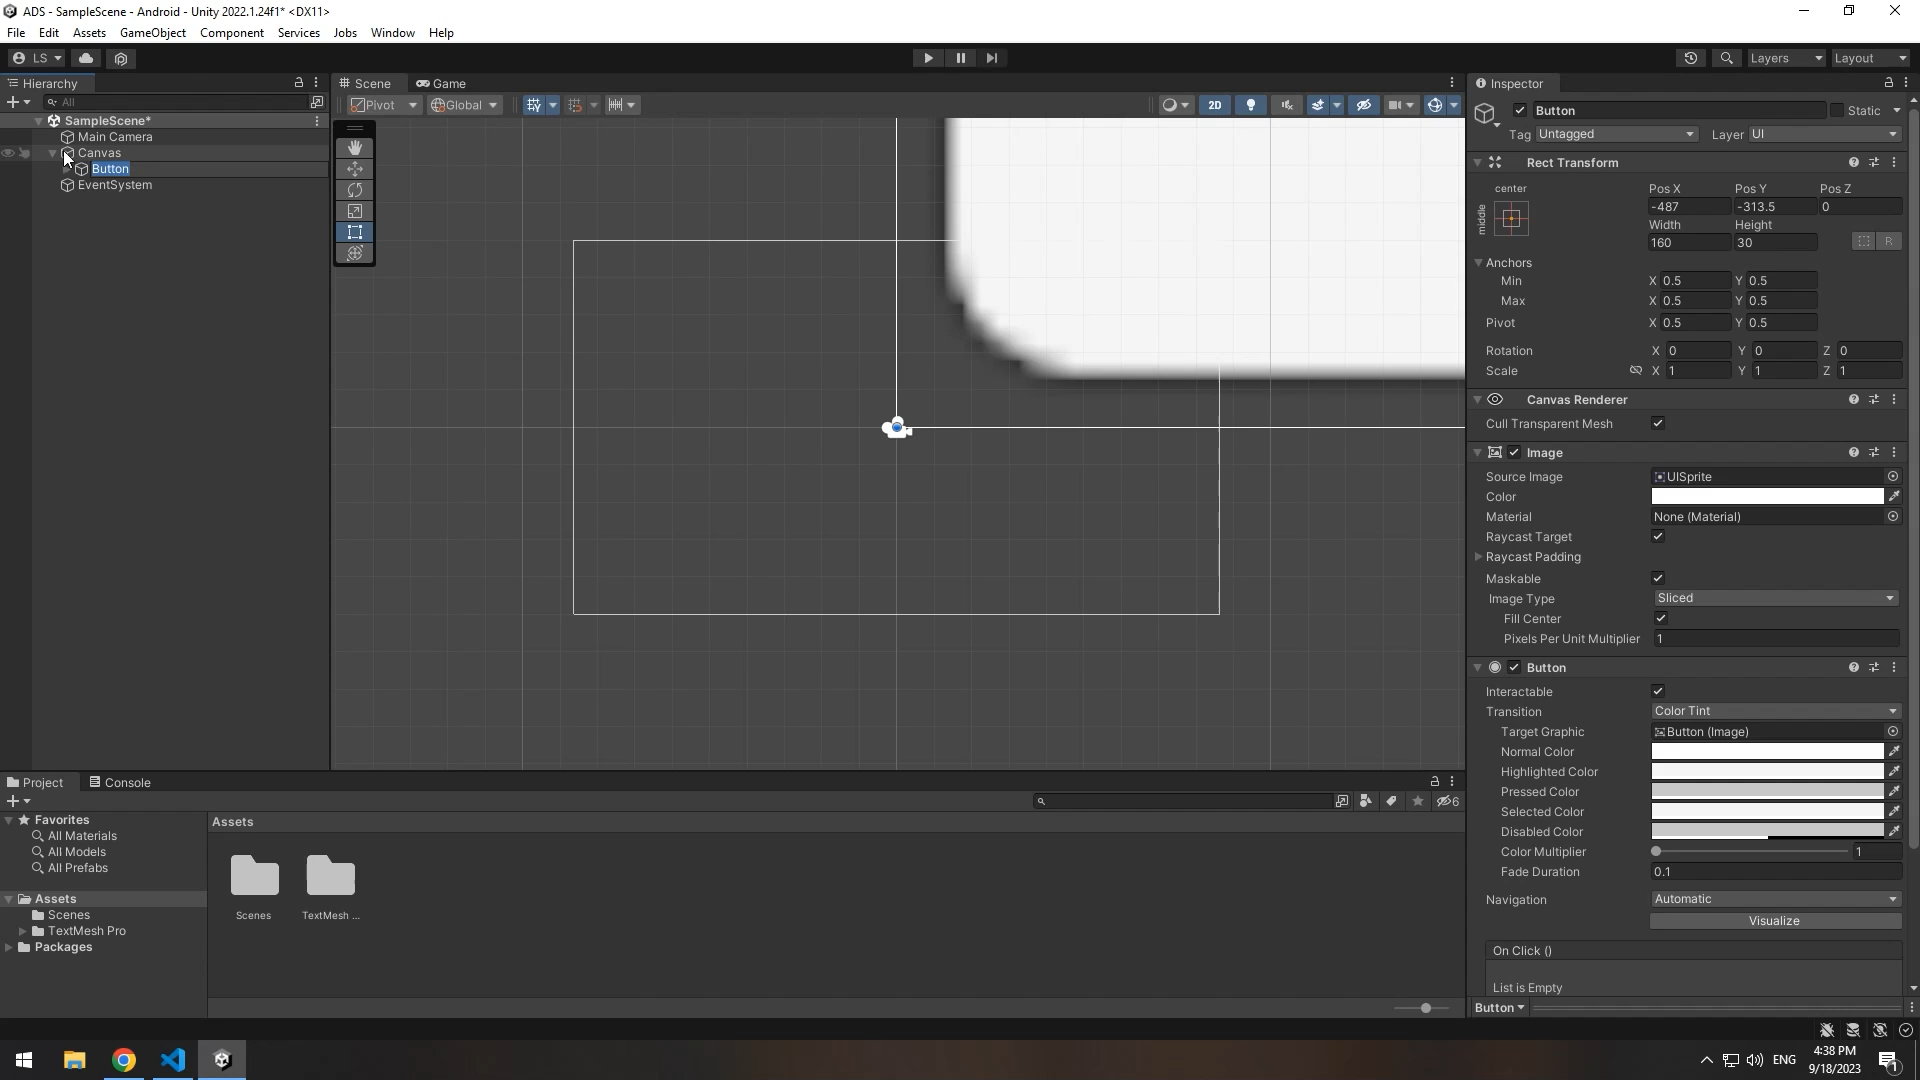 ADS - SampleScene - Android - Unity 2022.1.24f1* <DX11>
File Edit Assets GameObject Component Services Jobs Window Help
LS Layers Layout
Hierarchy Scene Game Inspector
All Pivot Global 2D Button Static
SampleScene* Tag Untagged Layer UI
Main Camera
Canvas Rect Transform
Button
EventSystem
center Pos X Pos Y Pos Z
middle -487 -313.5 0
Width Height
160 30 R
Anchors
Min X 0.5 Y 0.5
Max X 0.5 Y 0.5
Pivot X 0.5 Y 0.5
Rotation X 0 Y 0 Z 0
Scale X 1 Y 1 Z 1
Canvas Renderer
Cull Transparent Mesh
Image
Source Image UISprite
Color
Material None (Material)
Raycast Target
Raycast Padding
Maskable
Image Type Sliced
Fill Center
Pixels Per Unit Multiplier 1
Button
Interactable
Transition Color Tint
Target Graphic Button (Image)
Normal Color
Highlighted Color
Pressed Color
Selected Color
Disabled Color
Color Multiplier 1
Fade Duration 0.1
Navigation Automatic
Visualize
On Click ()
List is Empty
Button
Project Console
6
Favorites Assets
All Materials
All Models
All Prefabs
Assets
Scenes
TextMesh Pro
Packages
Scenes TextMesh ...
ENG 4:38 PM
9/18/2023 1